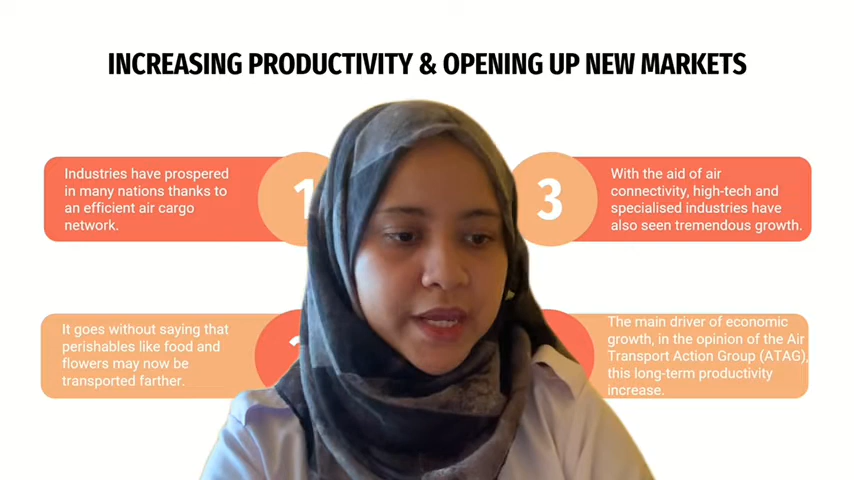 INCREASING PRODUCTIVITY & OPENING UP NEW MARKETS
Industries have prospered
in many nations thanks to
an efficient air cargo
network.
1
It goes without saying that
perishables like food and
flowers may now be
transported farther.
3
With the aid of air
connectivity, high-tech and
specialised industries have
also seen tremendous growth.
The main driver of economic
growth, in the opinion of the Air
Transport Action Group (ATAG),
this long-term productivity
increase.